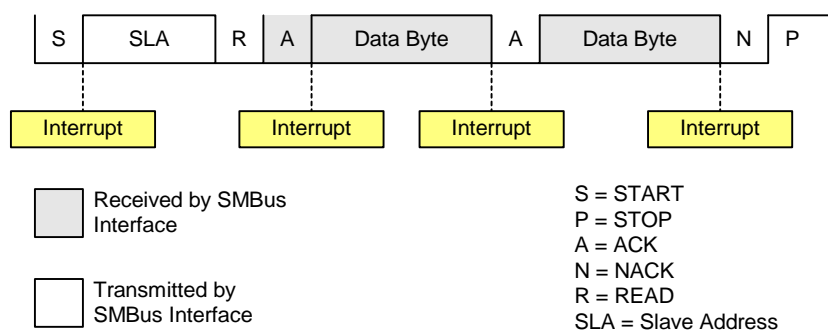 S SLA R A Data Byte A Data Byte N P
Interrupt Interrupt Interrupt Interrupt
Received by SMBus
Interface
Transmitted by
SMBus Interface
S = START
P = STOP
A = ACK
N = NACK
R = READ
SLA = Slave Address